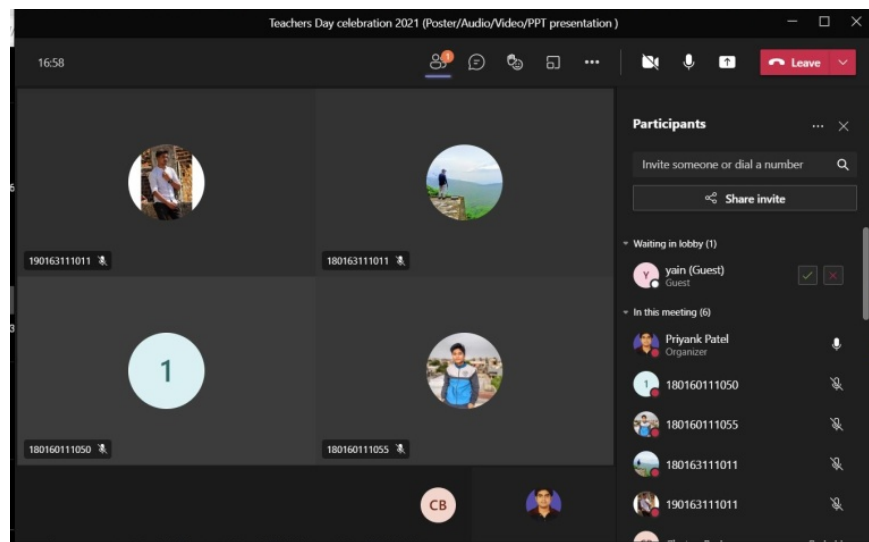 Teachers Day celebration 2021 (Poster/Audio/Video/PPT presentation )
16:58
1
Leave
190163111011
180163111011
1
180160111050
180160111055
CB
Participants
Invite someone or dial a number
Share invite
Waiting in lobby (1)
Y
yain (Guest)
Guest
In this meeting (6)
Priyank Patel
Organizer
1
180160111050
180160111055
180163111011
190163111011